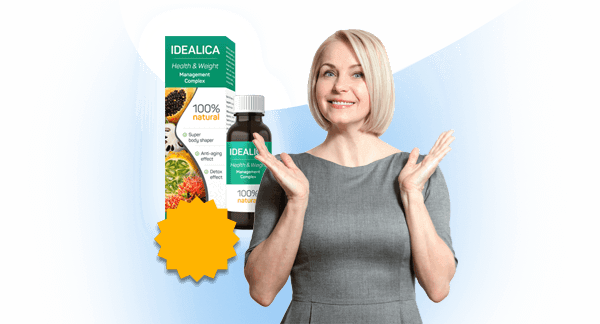 IDEALICA
Health & Weight
Management
Complex
100%
natural
Super
body shaper
Anti-aging
effect
Detox
effect
IDEALICA
Health & Weight
Management
Complex
100%
natural